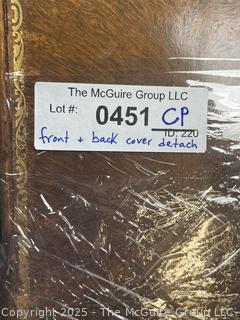 The McGuire Group LLC
Lot #: 0451 CP
ID: 220
front + back cover detach
Copyright 2025 - The McGuire Group LLC